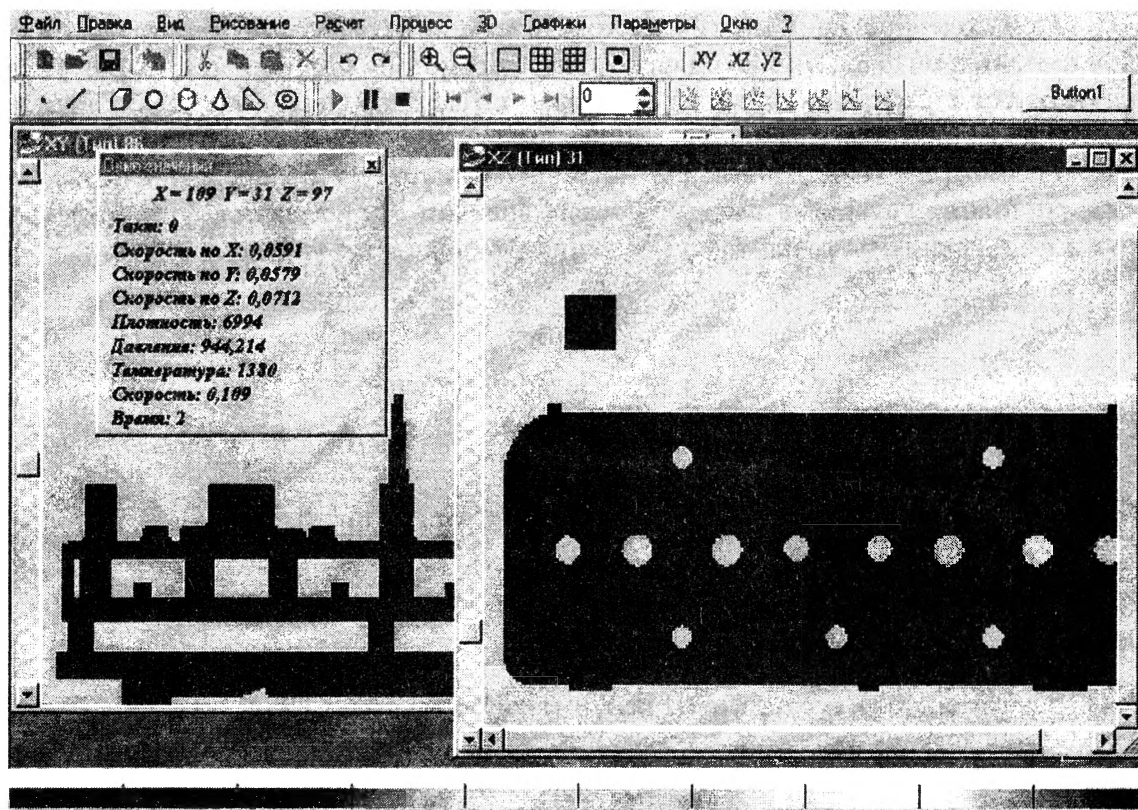 Файл Правка Вид Рисование Расчет Процесс 3D Графики Параметры Окно ?
xy .xz yz
0
Button1
XY (Тип)
XZ (Тип) 31
X= 109 Y= 31 Z= 97
Такт: 0
Скорость по X: 0,0591
Скорость по Y: 0,0579
Скорость по Z: 0,0712
Плотность: 6994
Давления: 944,214
Температура: 1380
Скорость: 0,109
Время: 2